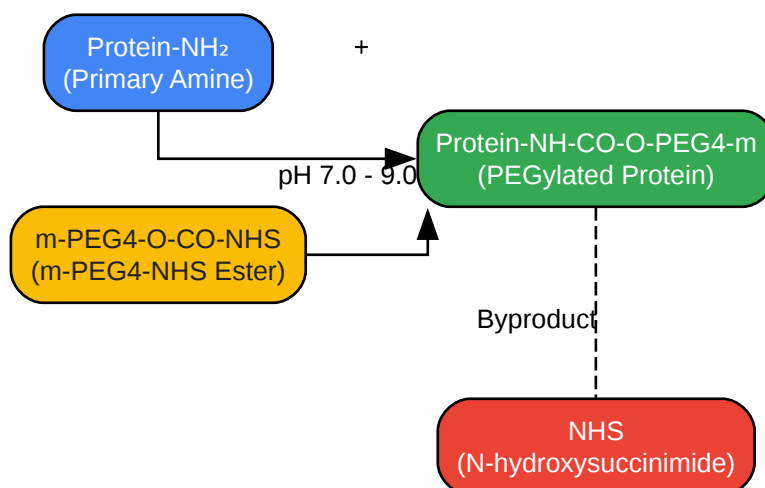 Protein-NH₂
(Primary Amine)
+
Protein-NH-CO-O-PEG4-m
(PEGylated Protein)
pH 7.0 - 9.0
m-PEG4-O-CO-NHS
(m-PEG4-NHS Ester)
Byproduct
NHS
(N-hydroxysuccinimide)